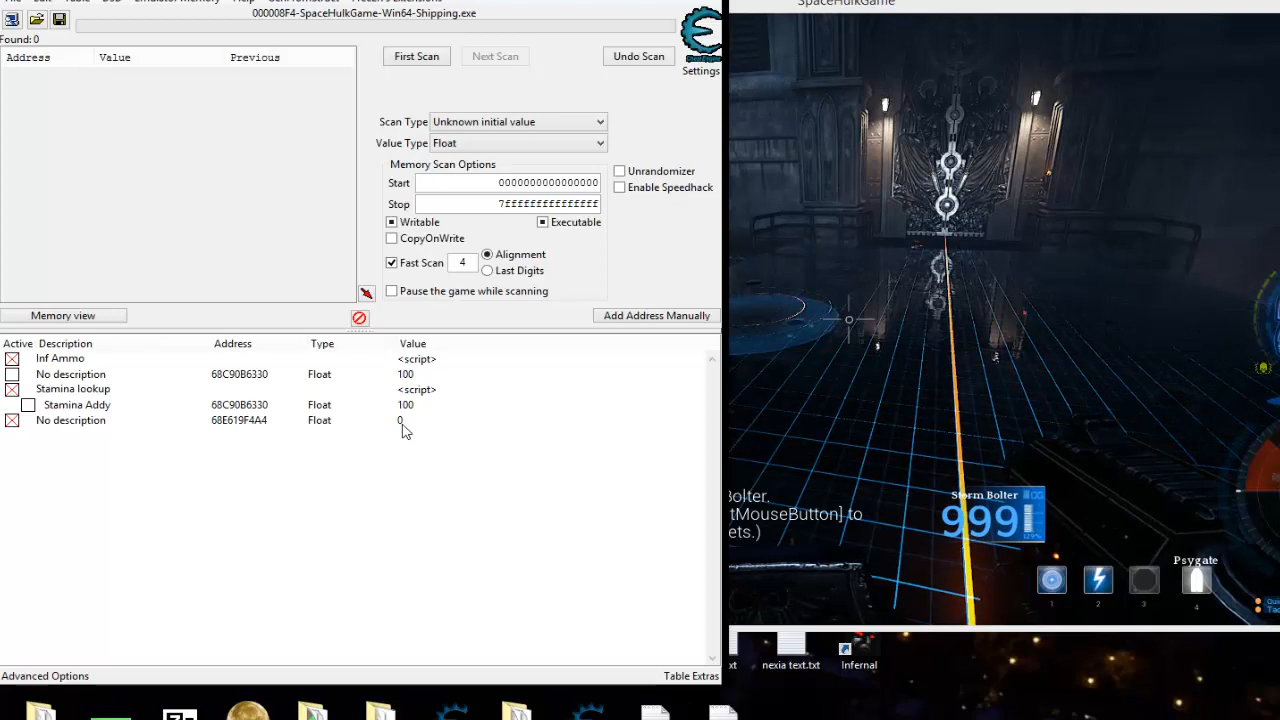 000008F4-SpaceHulkGame-Win64-Shipping.exe
SpaceHulkGame
Found: 0
Address Value Previous
First Scan Next Scan Undo Scan
Settings
Scan Type Unknown initial value
Value Type Float
Memory Scan Options
Start 0000000000000000
Stop 7fffffffffffffff
Unrandomizer
Enable Speedhack
Writable Executable
CopyOnWrite
Fast Scan 4 Alignment
Last Digits
Pause the game while scanning
Memory view Add Address Manually
Active Description Address Type Value
Inf Ammo <script>
No description 68C90B6330 Float 100
Stamina lookup <script>
Stamina Addy 68C90B6330 Float 100
No description 68E619F4A4 Float 0
Advanced Options Table Extras
Bolter.
tMouseButton] to
ets.)
Storm Bolter
999
129%
Psygate
1 2 3 4
Qui
Tac
xt nexia text.txt Infernal